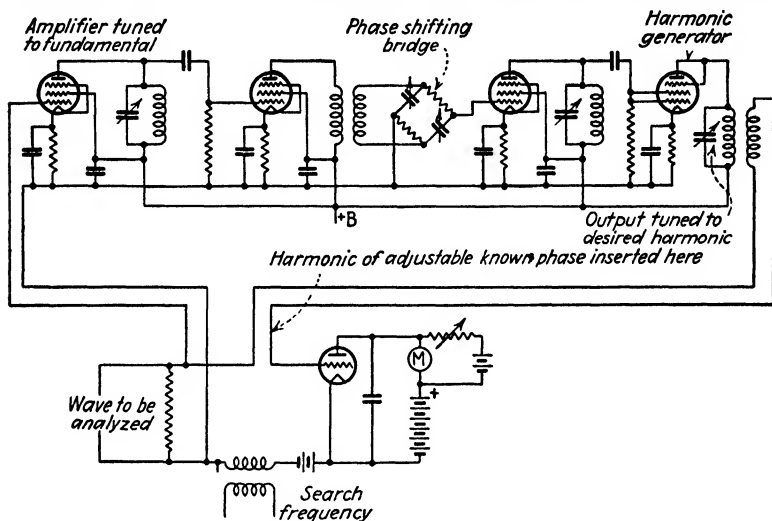 Amplifier tuned
to fundamental
Phase shifting
bridge
Harmonic
generator
+B
Output tuned to
desired harmonic
Harmonic of adjustable known phase inserted here
M
+
Wave to be
analyzed
Search
frequency